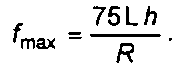 f_max = 75Lh / R .